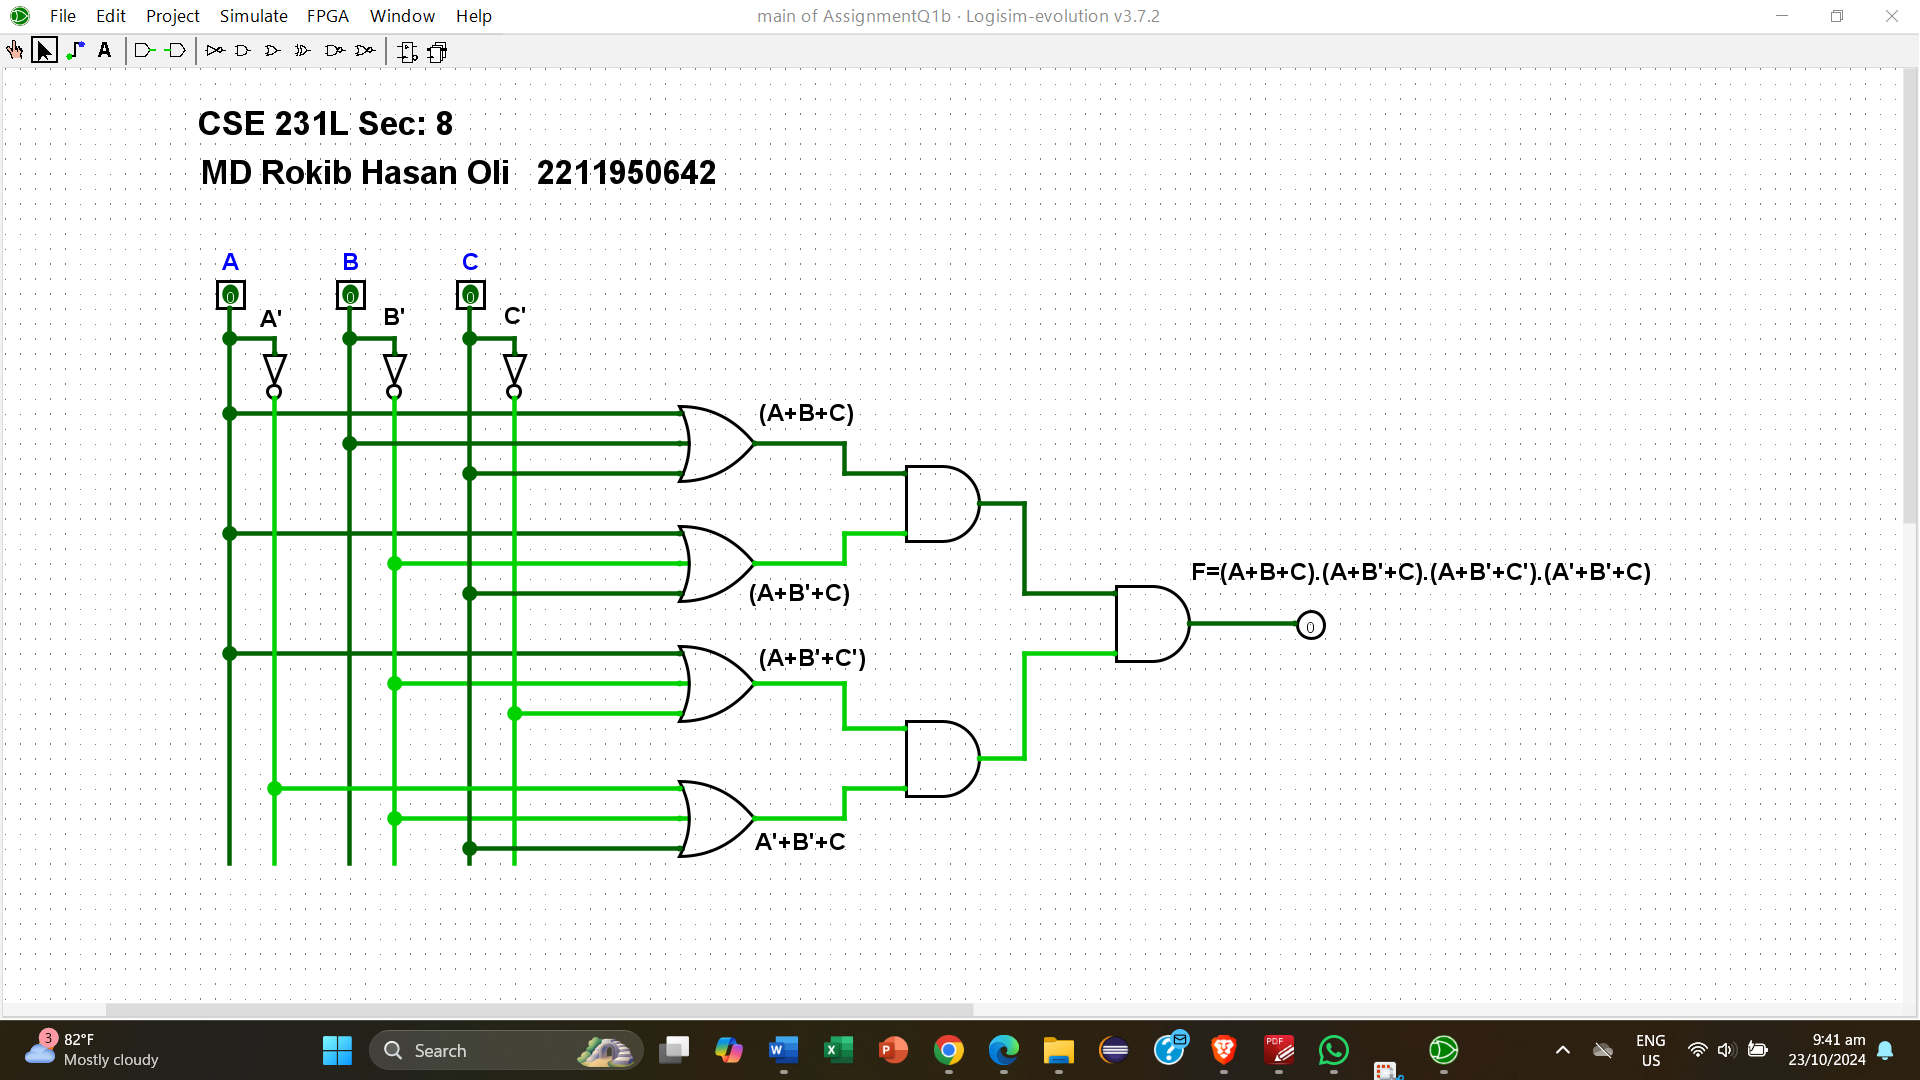 File Edit Project Simulate FPGA Window Help
main of AssignmentQ1b · Logisim-evolution v3.7.2
A
CSE 231L Sec: 8
MD Rokib Hasan Oli 2211950642
A B C
0 0 0
A' B' C'
(A+B+C)
(A+B'+C)
F=(A+B+C).(A+B'+C).(A+B'+C').(A'+B'+C)
0
(A+B'+C')
A'+B'+C
3
82°F
Mostly cloudy
Search
W X P PDF
ENG
US
9:41 am
23/10/2024